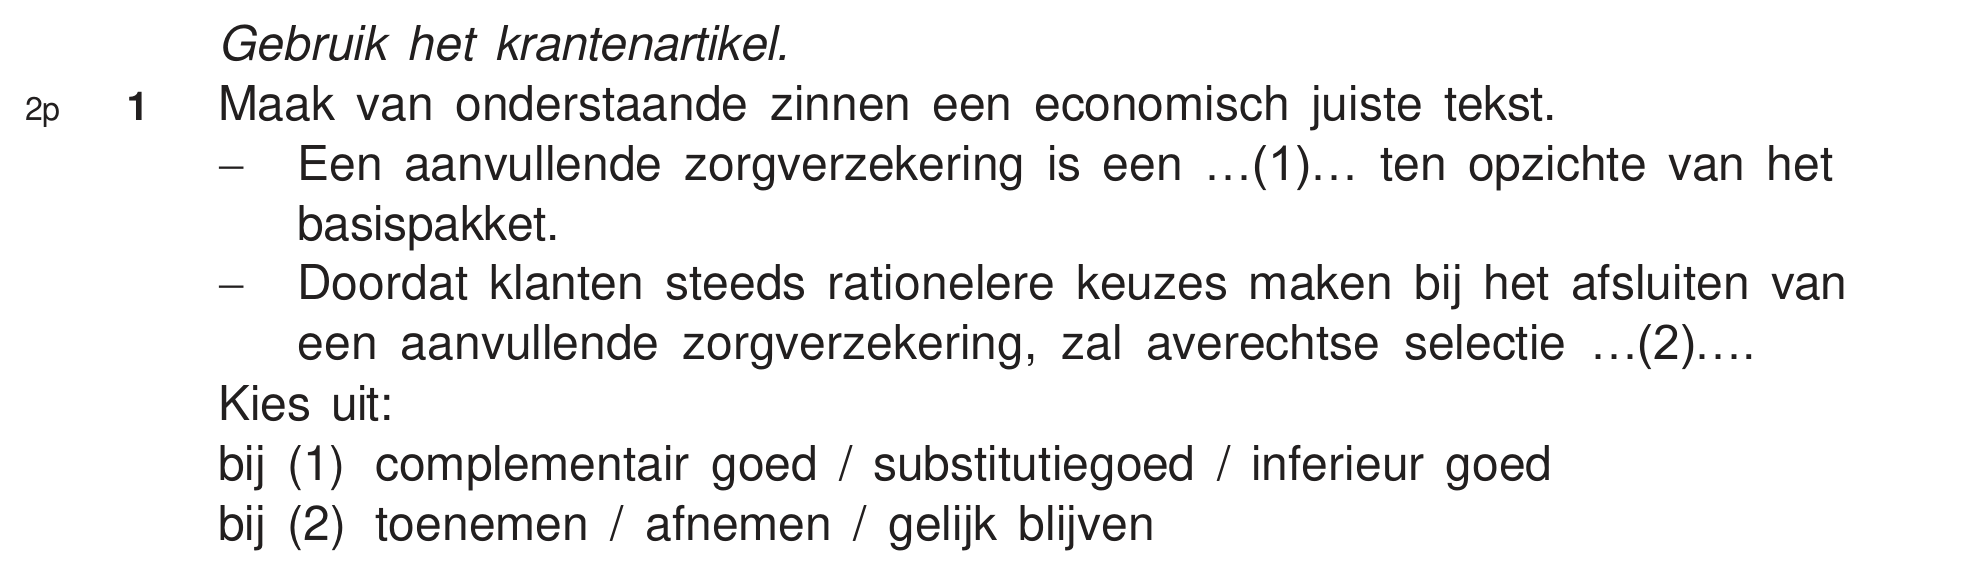 Gebruik het krantenartikel.
2p 1 Maak van onderstaande zinnen een economisch juiste tekst.
– Een aanvullende zorgverzekering is een …(1)… ten opzichte van het
basispakket.
– Doordat klanten steeds rationelere keuzes maken bij het afsluiten van
een aanvullende zorgverzekering, zal averechtse selectie …(2)….
Kies uit:
bij (1) complementair goed / substitutiegoed / inferieur goed
bij (2) toenemen / afnemen / gelijk blijven